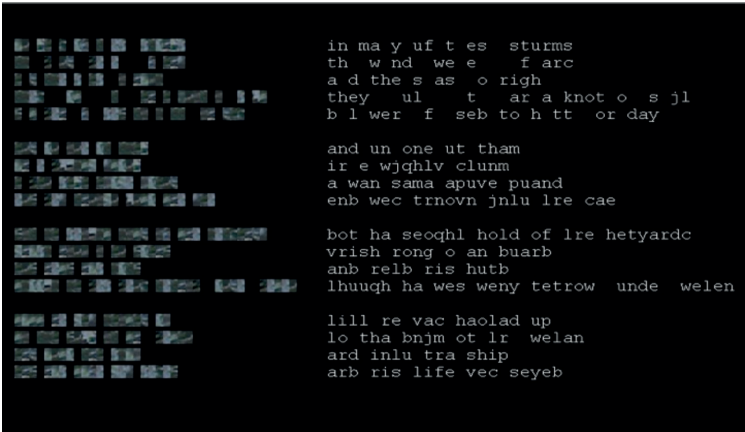 in ma y uf t es sturms
th w nd we e f arc
a d the s as o righ
they ul t ar a knot o s jl
b l wer f seb to h tt or day
and un one ut tham
ir e wjqhlv clunm
a wan sama apuve puand
enb wec trnovn jnlu lre cae
bot ha seoqhl hold of lre hetyardc
vrish rong o an buarb
anb relb ris hutb
lhuuqh ha wes weny tetrow unde welen
lill re vac haolad up
lo tha bnjm ot lr welan
ard inlu tra ship
arb ris life vec seyeb